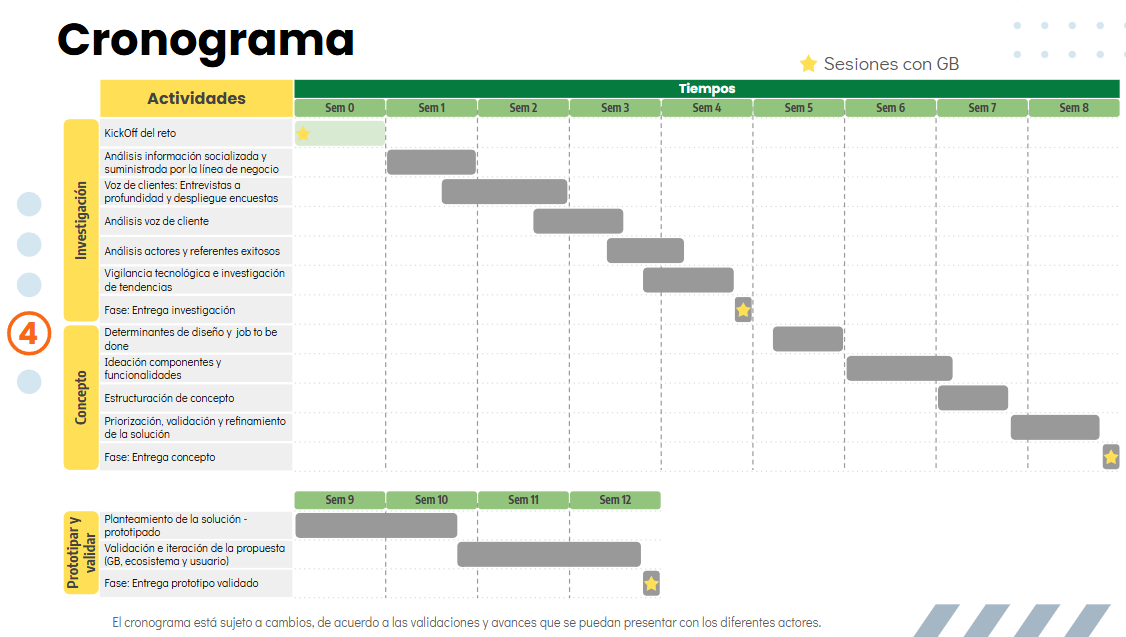 Cronograma
Sesiones con GB
Actividades
Tiempos
Sem 0 Sem 1 Sem 2 Sem 3 Sem 4 Sem 5 Sem 6 Sem 7 Sem 8
Investigación
KickOff del reto
Análisis información socializada y
suministrada por la línea de negocio
Voz de clientes: Entrevistas a
profundidad y despliegue encuestas
Análisis voz de cliente
Análisis actores y referentes exitosos
Vigilancia tecnológica e investigación
de tendencias
Fase: Entrega investigación
4
Concepto
Determinantes de diseño y job to be
done
Ideación componentes y
funcionalidades
Estructuración de concepto
Priorización, validación y refinamiento
de la solución
Fase: Entrega concepto
Sem 9 Sem 10 Sem 11 Sem 12
Prototipar y
validar
Planteamiento de la solución -
prototipado
Validación e iteración de la propuesta
(GB, ecosistema y usuario)
Fase: Entrega prototipo validado
El cronograma está sujeto a cambios, de acuerdo a las validaciones y avances que se puedan presentar con los diferentes actores.